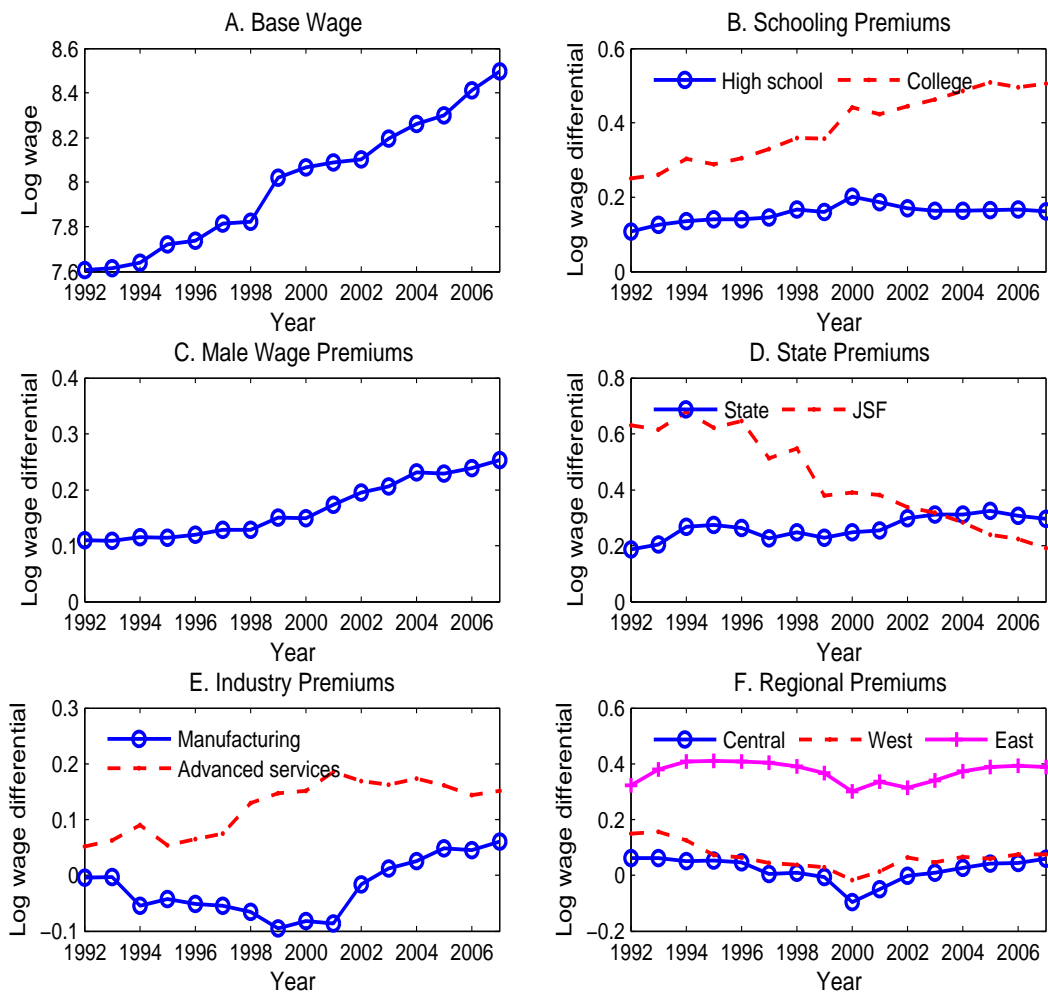 A. Base Wage
8.6
8.4
8.2
8
7.8
7.6
Log wage
1992 1994 1996 1998 2000 2002 2004 2006
Year
B. Schooling Premiums
High school College
0.6
0.4
0.2
0
Log wage differential
1992 1994 1996 1998 2000 2002 2004 2006
Year
C. Male Wage Premiums
0.4
0.3
0.2
0.1
0
Log wage differential
1992 1994 1996 1998 2000 2002 2004 2006
Year
D. State Premiums
State JSF
0.8
0.6
0.4
0.2
0
Log wage differential
1992 1994 1996 1998 2000 2002 2004 2006
Year
E. Industry Premiums
Manufacturing
Advanced services
0.3
0.2
0.1
0
−0.1
Log wage differential
1992 1994 1996 1998 2000 2002 2004 2006
Year
F. Regional Premiums
Central West East
0.6
0.4
0.2
0
−0.2
Log wage differential
1992 1994 1996 1998 2000 2002 2004 2006
Year